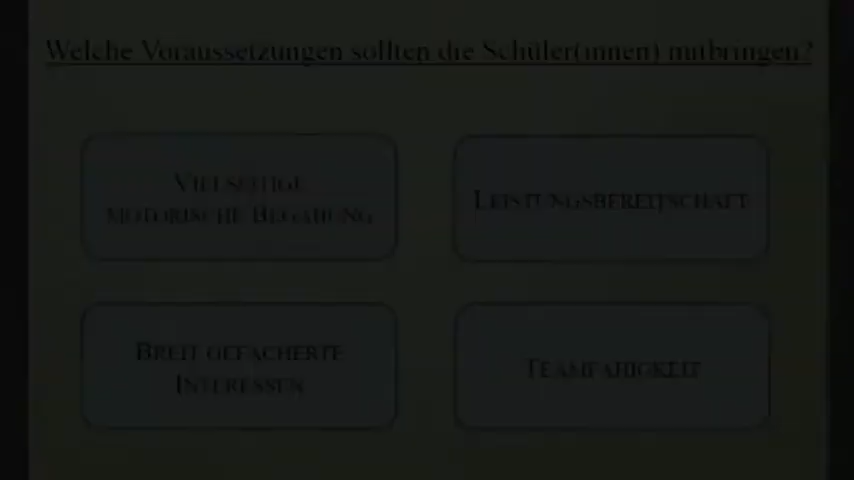 Welche Voraussetzungen sollten die Schüler(innen) mitbringen?
VIELSEITIGE
MOTORISCHE BEGABUNG
LEISTUNGSBEREITSCHAFT
BREIT GEFÄCHERTE
INTERESSEN
TEAMFÄHIGKEIT